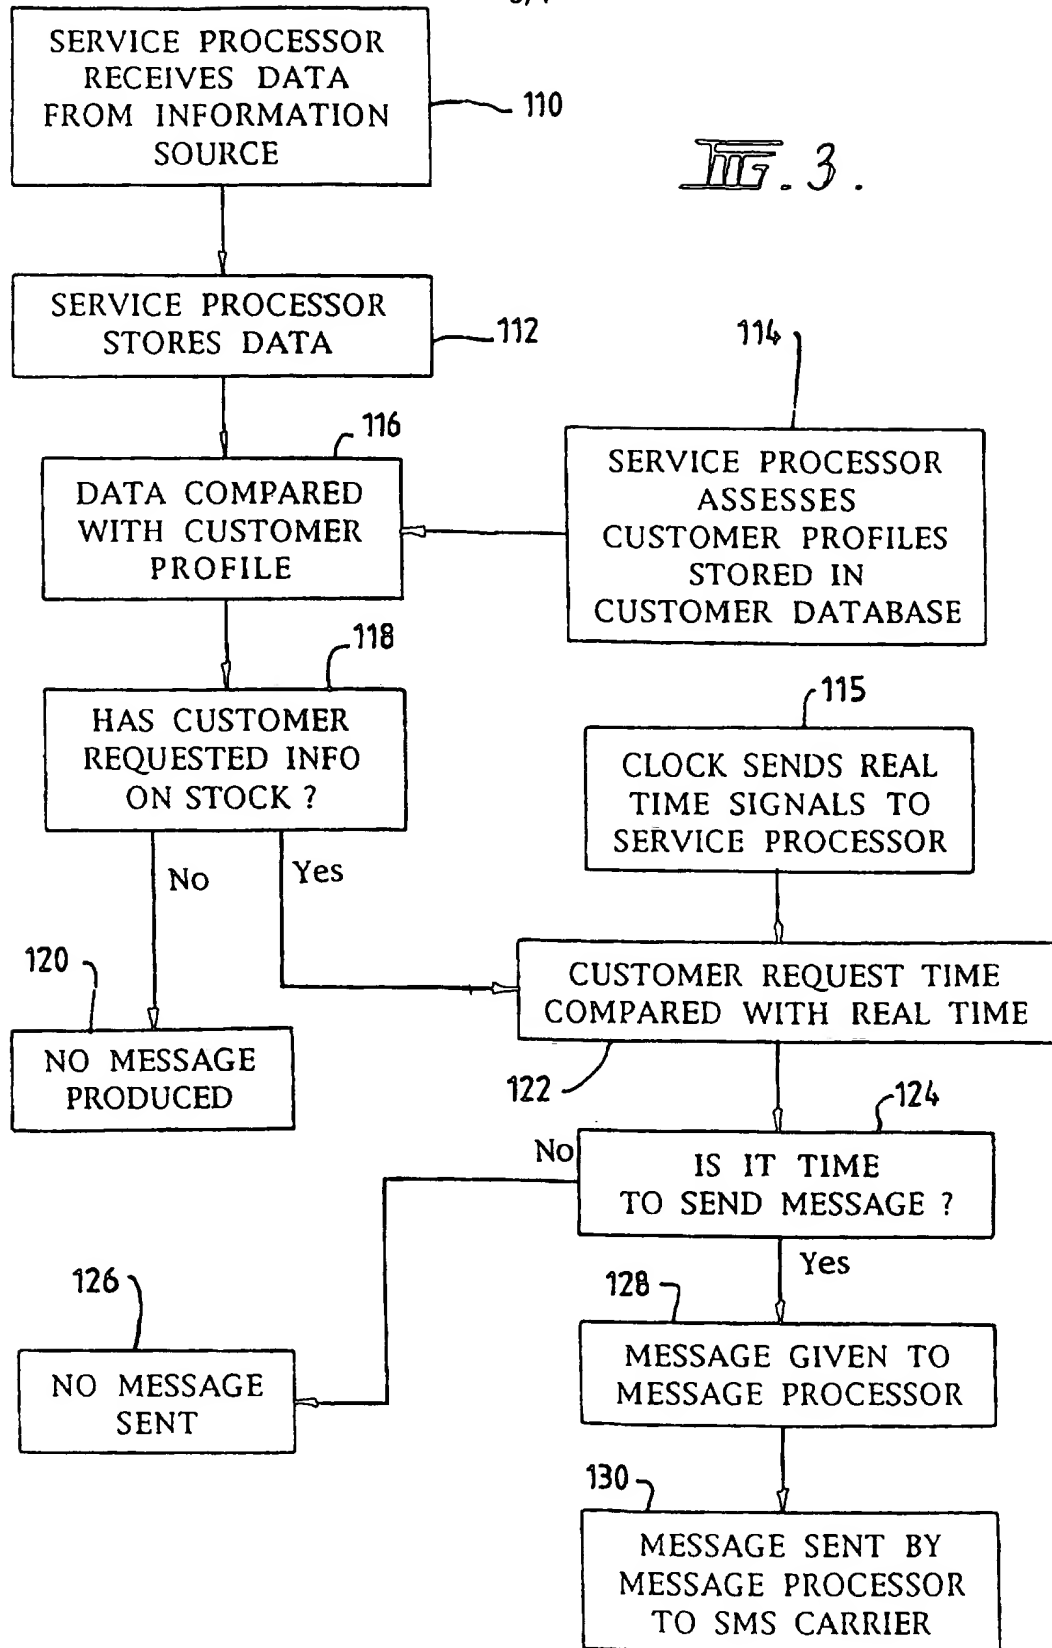 SERVICE PROCESSOR
RECEIVES DATA
FROM INFORMATION
SOURCE
110
FIG. 3.
SERVICE PROCESSOR
STORES DATA
112
114
116
DATA COMPARED
WITH CUSTOMER
PROFILE
SERVICE PROCESSOR
ASSESSES
CUSTOMER PROFILES
STORED IN
CUSTOMER DATABASE
118
HAS CUSTOMER
REQUESTED INFO
ON STOCK ?
115
CLOCK SENDS REAL
TIME SIGNALS TO
SERVICE PROCESSOR
No
Yes
120
NO MESSAGE
PRODUCED
CUSTOMER REQUEST TIME
COMPARED WITH REAL TIME
122
124
No
IS IT TIME
TO SEND MESSAGE ?
Yes
126
NO MESSAGE
SENT
128
MESSAGE GIVEN TO
MESSAGE PROCESSOR
130
MESSAGE SENT BY
MESSAGE PROCESSOR
TO SMS CARRIER